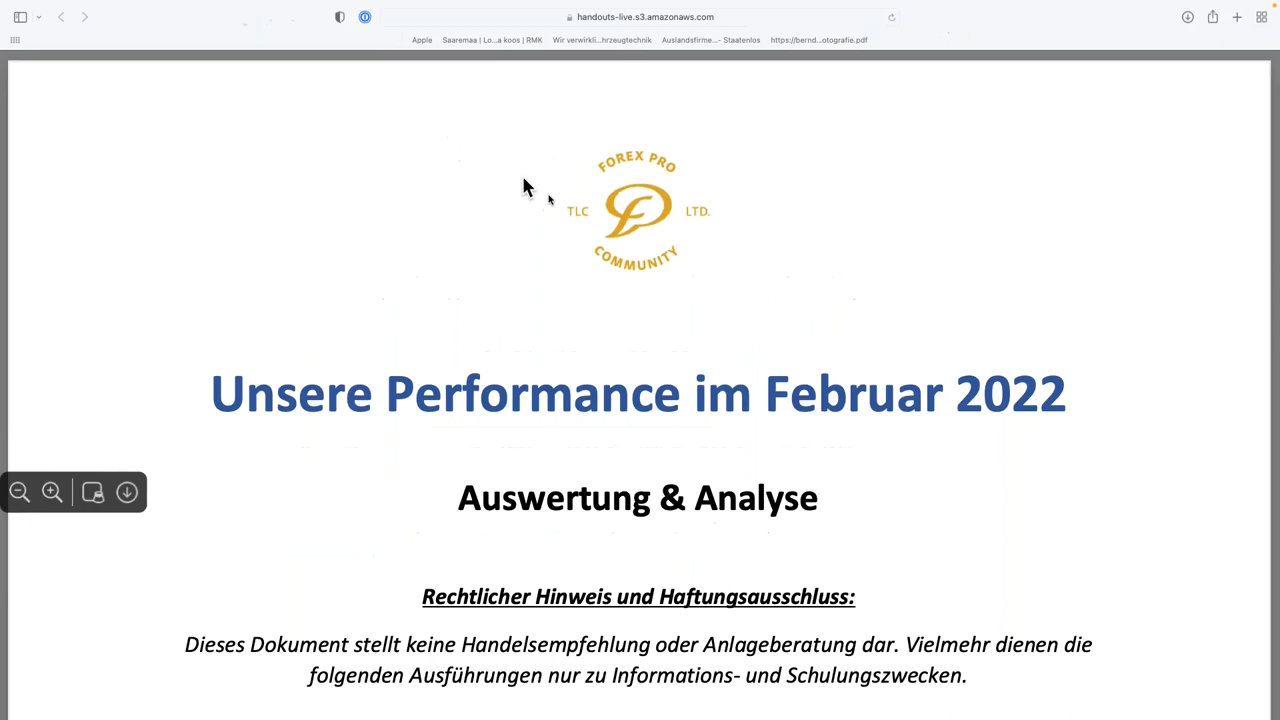 handouts-live.s3.amazonaws.com
Apple Saaremaa | Lo...a koos | RMK Wir verwirkli...hrzeugtechnik Auslandsfirme...- Staatenlos https://bernd...otografie.pdf
FOREX PRO
TLC LTD.
COMMUNITY
Unsere Performance im Februar 2022
Auswertung & Analyse
Rechtlicher Hinweis und Haftungsausschluss:
Dieses Dokument stellt keine Handelsempfehlung oder Anlageberatung dar. Vielmehr dienen die
folgenden Ausführungen nur zu Informations- und Schulungszwecken.